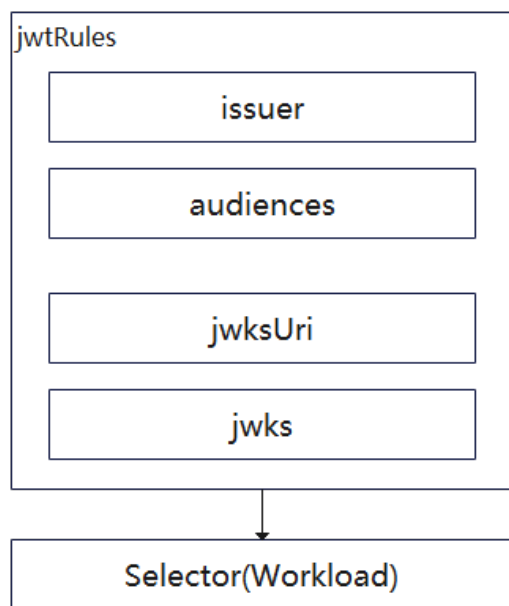 jwtRules
issuer
audiences
jwksUri
jwks
Selector(Workload)